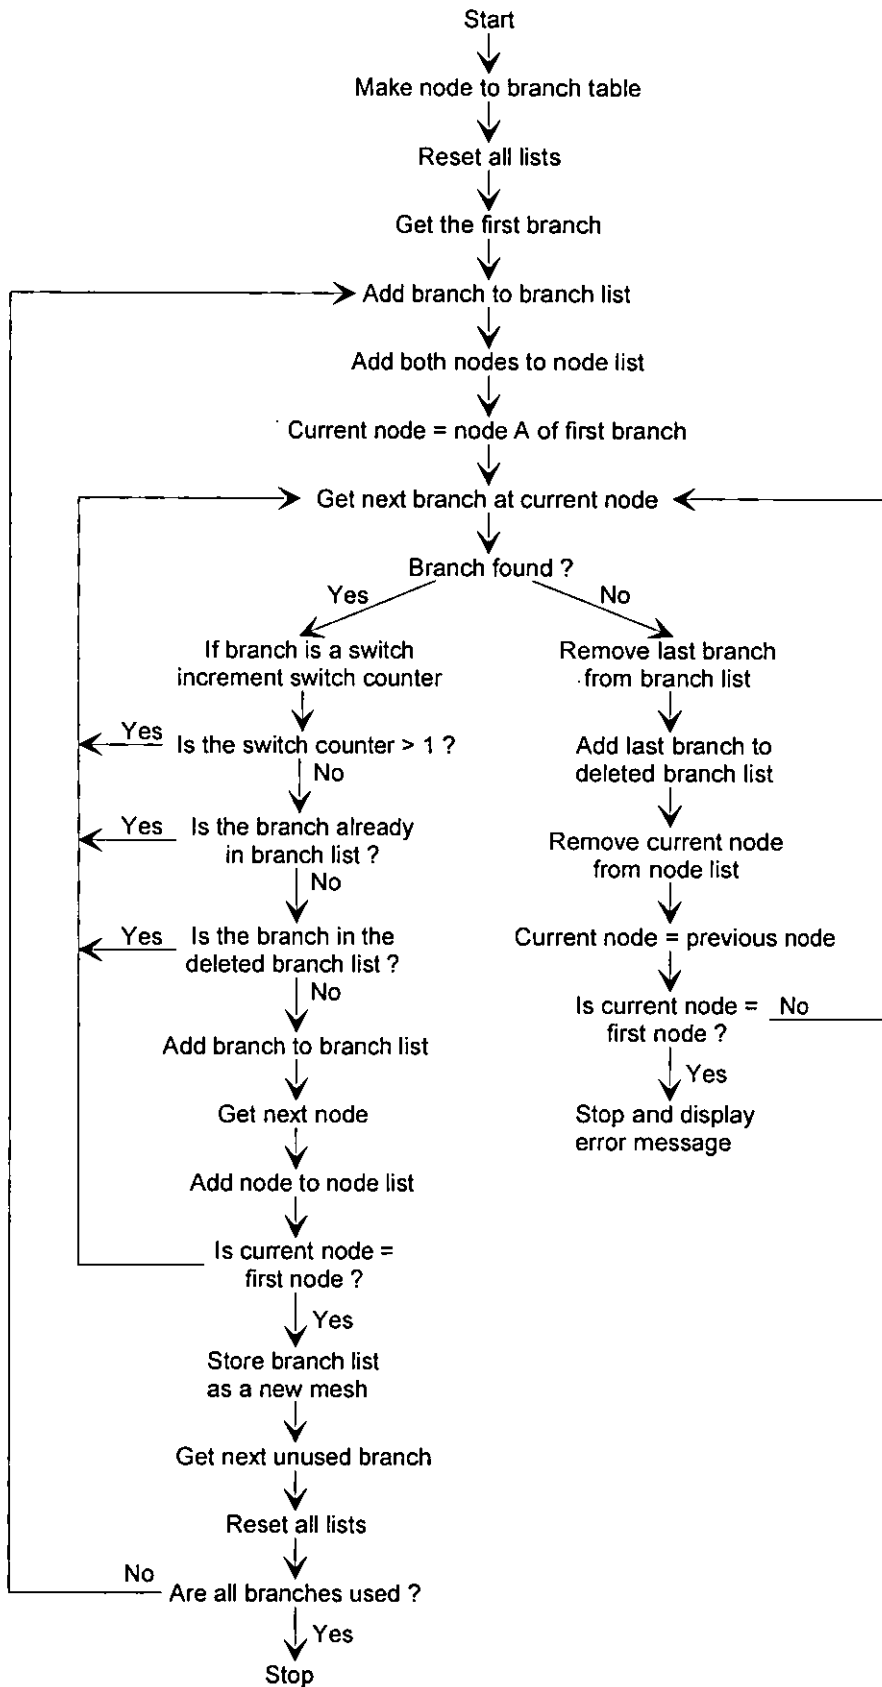 Start
Make node to branch table
Reset all lists
Get the first branch
Add branch to branch list
Add both nodes to node list
Current node = node A of first branch
Get next branch at current node
Branch found ?
Yes
No
If branch is a switch
increment switch counter
Yes
Is the switch counter > 1 ?
No
Yes
Is the branch already
in branch list ?
No
Yes
Is the branch in the
deleted branch list ?
No
Add branch to branch list
Get next node
Add node to node list
Is current node =
first node ?
Yes
Store branch list
as a new mesh
Get next unused branch
Reset all lists
No
Are all branches used ?
Yes
Stop
Remove last branch
from branch list
Add last branch to
deleted branch list
Remove current node
from node list
Current node = previous node
Is current node =
first node ?
No
Yes
Stop and display
error message